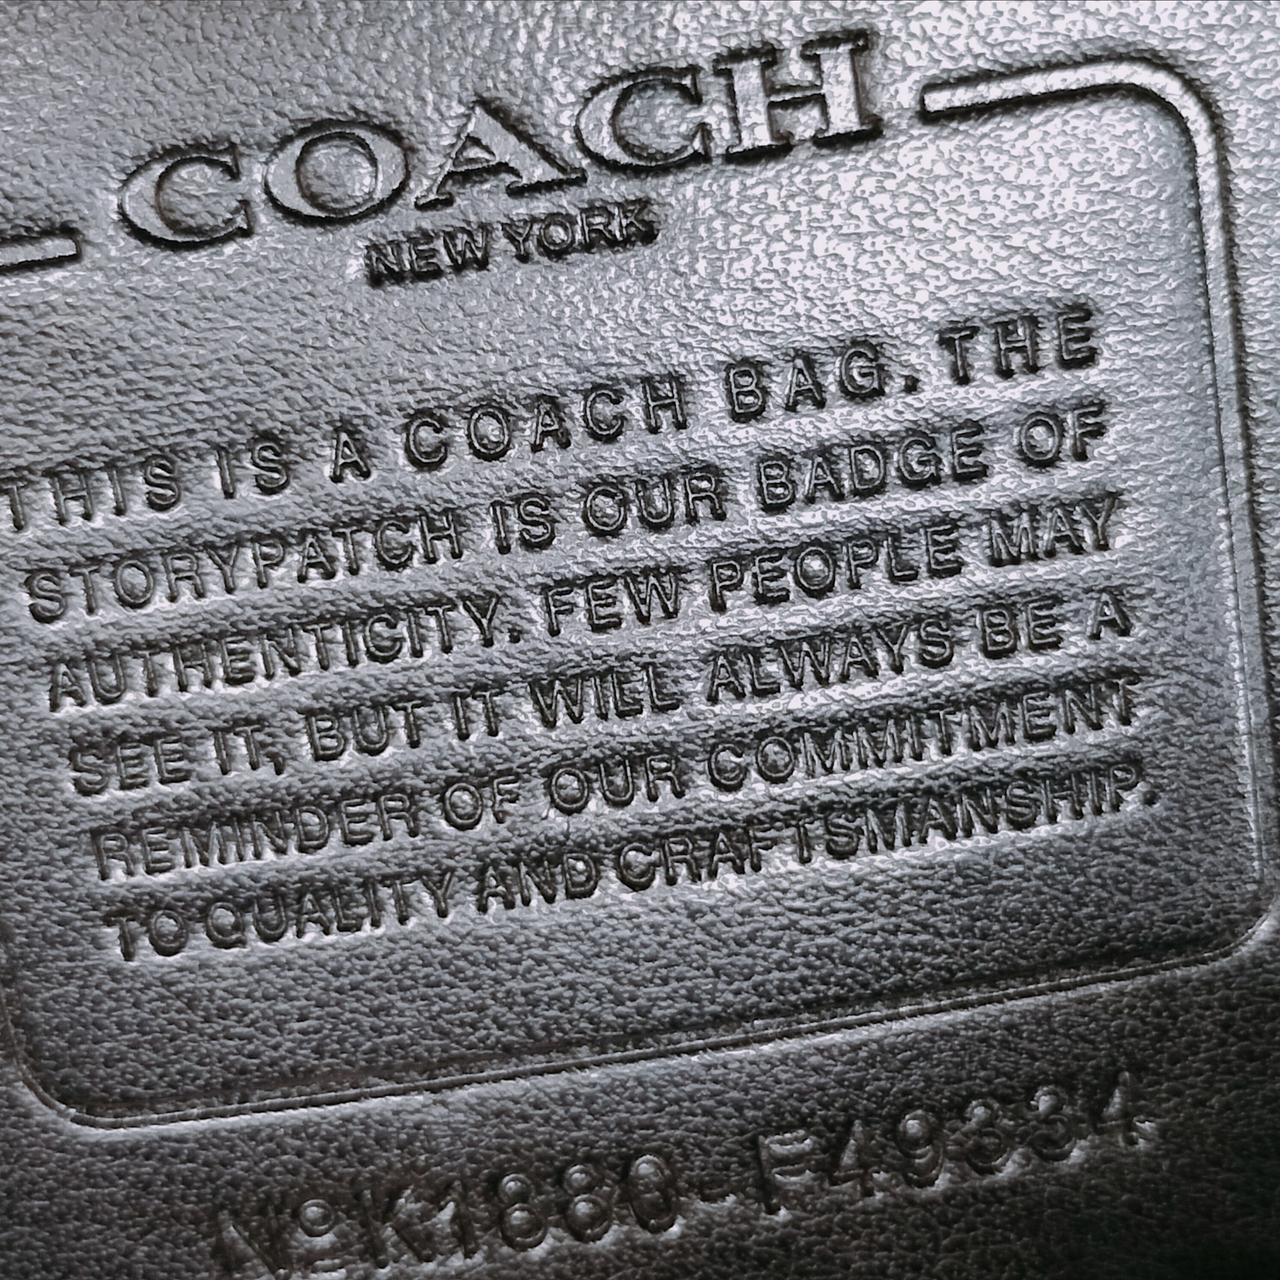 COACH
NEW YORK
THIS IS A COACH BAG. THE
STORYPATCH IS OUR BADGE OF
AUTHENTICITY. FEW PEOPLE MAY
SEE IT, BUT IT WILL ALWAYS BE A
REMINDER OF OUR COMMITMENT
TO QUALITY AND CRAFTSMANSHIP.
Nº K1880-F49334